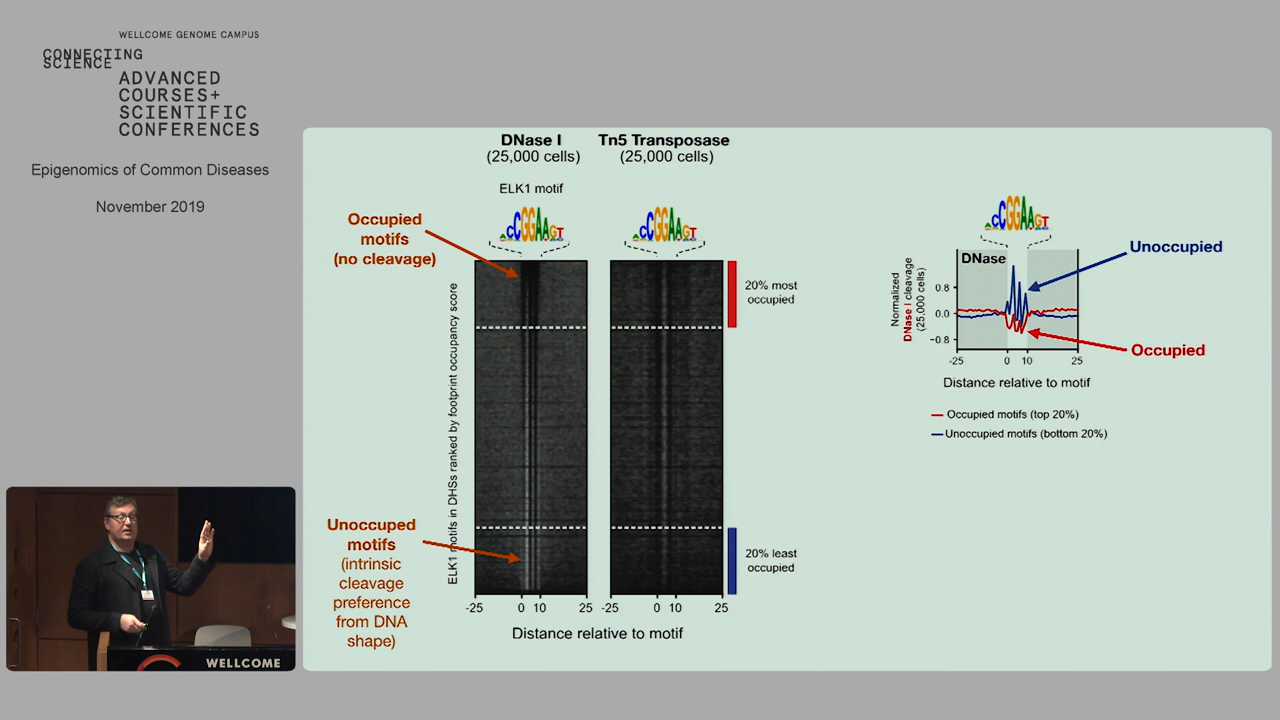 WELLCOME GENOME CAMPUS
CONNECTING
SCIENCE
ADVANCED
COURSES+
SCIENTIFIC
CONFERENCES
Epigenomics of Common Diseases
November 2019
DNase I
(25,000 cells)
Tn5 Transposase
(25,000 cells)
ELK1 motif
Occupied
motifs
(no cleavage)
cCGGAAGT
cCGGAAGT
20% most
occupied
ELK1 motifs in DHSs ranked by footprint occupancy score
Unoccuped
motifs
(intrinsic
cleavage
preference
from DNA
shape)
20% least
occupied
-25 0 10 25
-25 0 10 25
Distance relative to motif
cCGGAAGT
Unoccupied
DNase
Normalized
DNase I cleavage
(25,000 cells)
0.8
0.0
−0.8
Occupied
-25 0 10 25
Distance relative to motif
Occupied motifs (top 20%)
Unoccupied motifs (bottom 20%)
WELLCOME